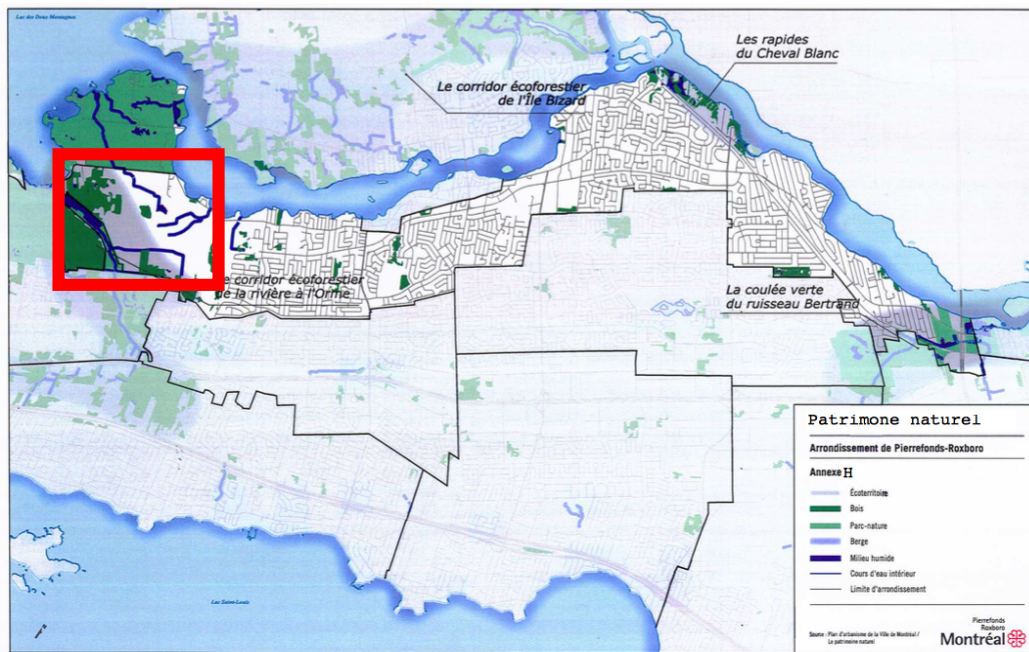 Lac des Deux Montagnes
Les rapides
du Cheval Blanc
Le corridor écoforestier
de l'Île Bizard
Le corridor écoforestier
de la rivière à l'Orme
La coulée verte
du ruisseau Bertrand
Lac Saint-Louis
Patrimone naturel
Arrondissement de Pierrefonds-Roxboro
Annexe H
Écoterritoire
Bois
Parc-nature
Berge
Milieu humide
Cours d'eau intérieur
Limite d'arrondissement
Source : Plan d'urbanisme de la Ville de Montréal /
Le patrimoine naturel
Pierrefonds
Roxboro
Montréal